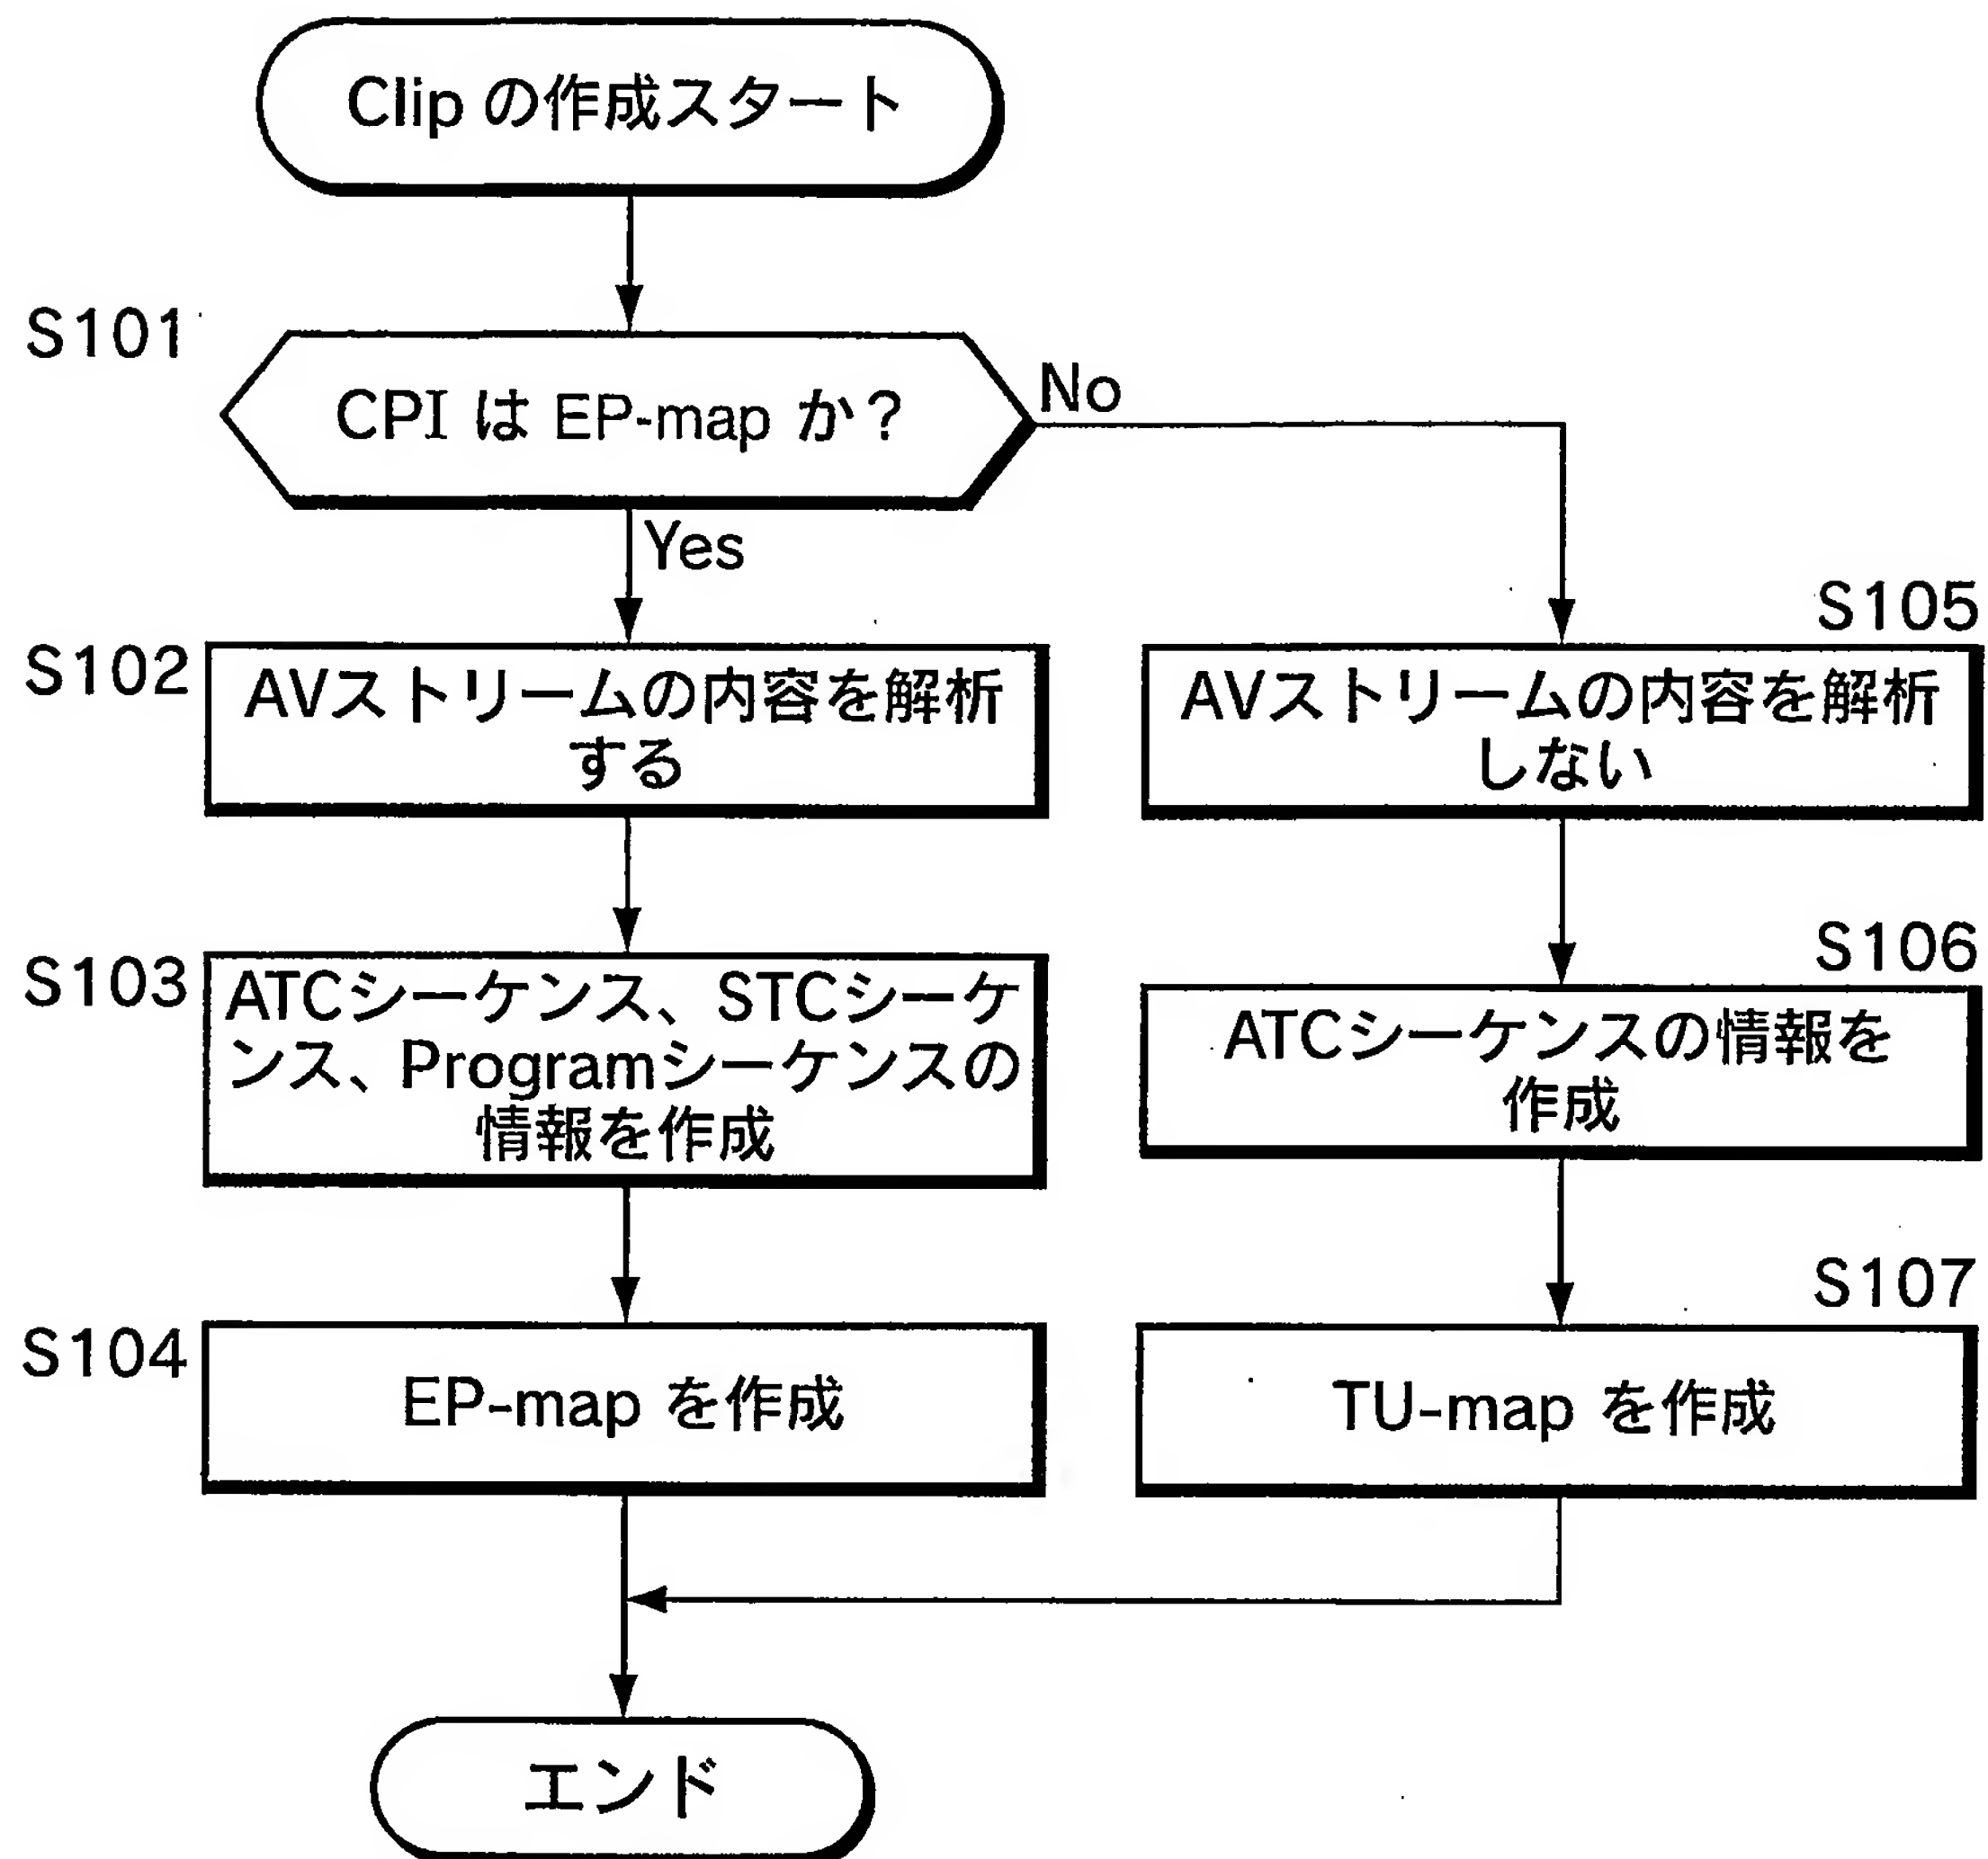 Clip の作成スタート
S101
CPI は EP-map か?
No
Yes
S102
AVストリームの内容を解析
する
S103
ATCシーケンス、STCシーケ
ンス、Programシーケンスの
情報を作成
S104
EP-map を作成
S105
AVストリームの内容を解析
しない
S106
ATCシーケンスの情報を
作成
S107
TU-map を作成
エンド